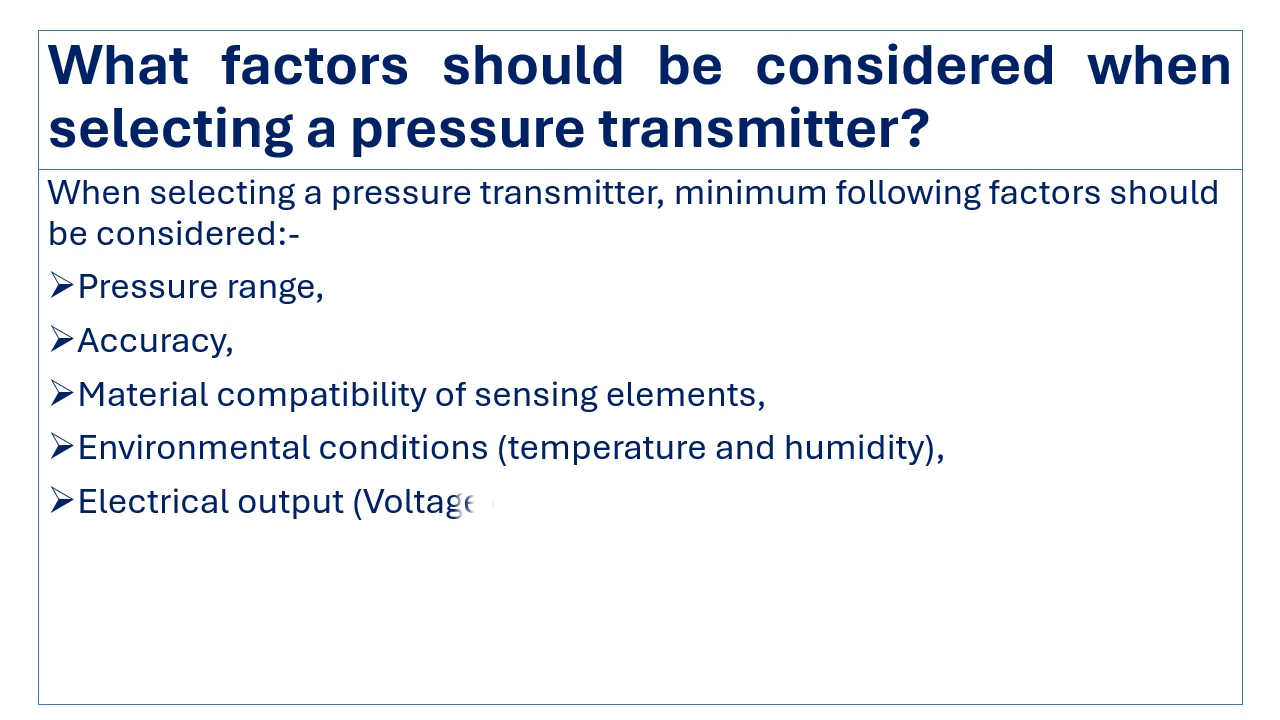 What factors should be considered when
selecting a pressure transmitter?
When selecting a pressure transmitter, minimum following factors should
be considered:-
➢Pressure range,
➢Accuracy,
➢Material compatibility of sensing elements,
➢Environmental conditions (temperature and humidity),
➢Electrical output (Voltage